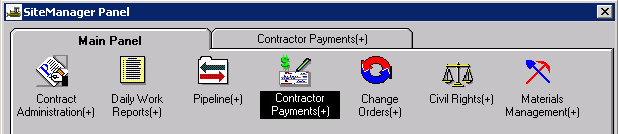 SiteManager Panel
Main Panel
Contractor Payments(+)
Contract
Administration(+)
Daily Work
Reports(+)
Pipeline(+)
Contractor
Payments(+)
Change
Orders(+)
Civil Rights(+)
Materials
Management(+)